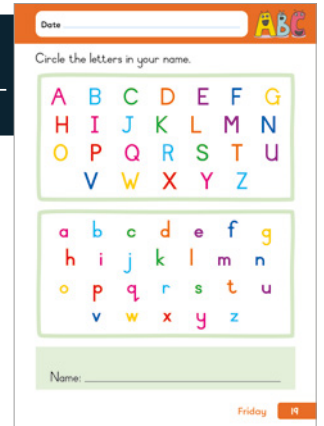 Date
ABC
Circle the letters in your name.
A B C D E F G
H I J K L M N
O P Q R S T U
V W X Y Z
a b c d e f g
h i j k l m n
o p q r s t u
v w x y z
Name:
Friday 19